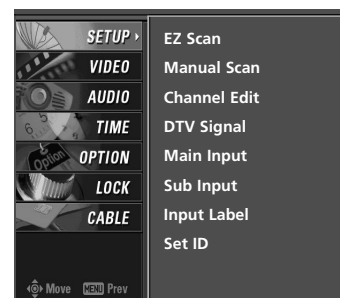 SETUP
VIDEO
AUDIO
TIME
OPTION
LOCK
CABLE
Move MENU Prev
EZ Scan
Manual Scan
Channel Edit
DTV Signal
Main Input
Sub Input
Input Label
Set ID